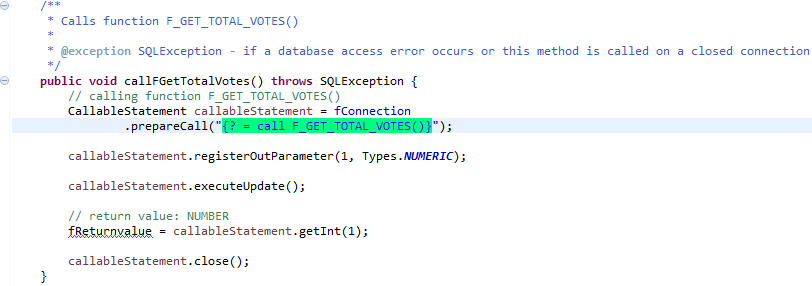 /**
 * Calls function F_GET_TOTAL_VOTES()
 *
 * @exception SQLException - if a database access error occurs or this method is called on a closed connection
 */
public void callFGetTotalVotes() throws SQLException {
// calling function F_GET_TOTAL_VOTES()
CallableStatement callableStatement = fConnection
.prepareCall("{? = call F_GET_TOTAL_VOTES()}");
callableStatement.registerOutParameter(1, Types.NUMERIC);
callableStatement.executeUpdate();
// return value: NUMBER
fReturnvalue = callableStatement.getInt(1);
callableStatement.close();
}